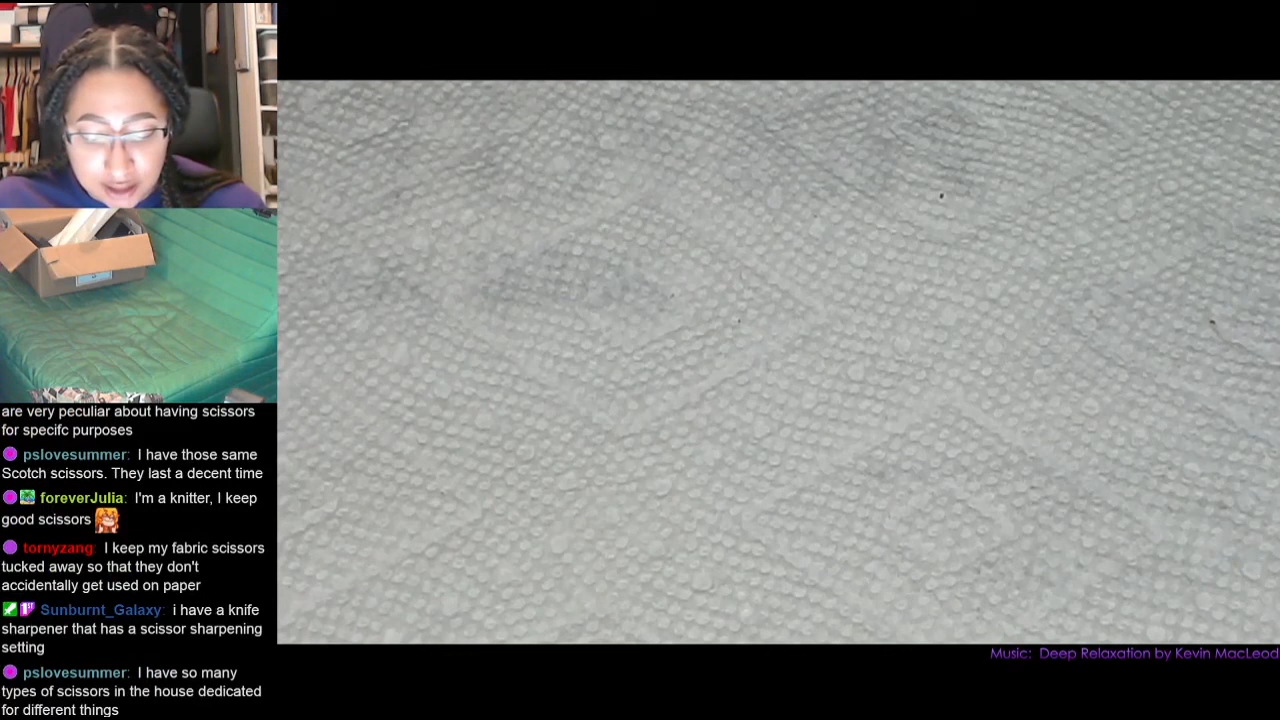 are very peculiar about having scissors
for specifc purposes
pslovesummer: I have those same
Scotch scissors. They last a decent time
foreverJulia: I'm a knitter, I keep
good scissors
tornyzang: I keep my fabric scissors
tucked away so that they don't
accidentally get used on paper
Sunburnt_Galaxy: i have a knife
sharpener that has a scissor sharpening
setting
pslovesummer: I have so many
types of scissors in the house dedicated
for different things
Music: Deep Relaxation by Kevin MacLeod